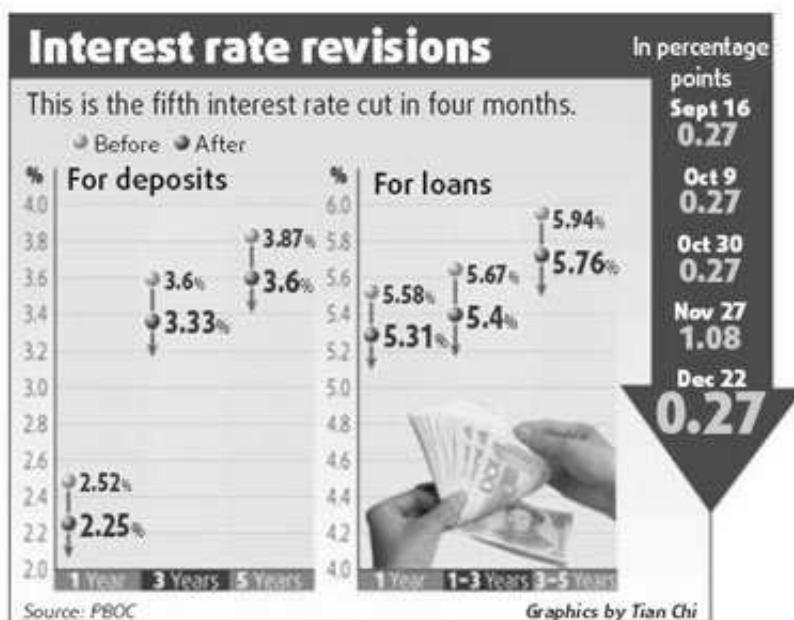 Interest rate revisions
This is the fifth interest rate cut in four months.
Before After
% For deposits
4.0
3.8
3.6
3.4
3.2
3.0
2.8
2.6
2.4
2.2
2.0
2.52%
2.25%
3.6%
3.33%
3.87%
3.6%
1 Year 3 Years 5 Years
% For loans
6.0
5.8
5.6
5.4
5.2
5.0
4.8
4.6
4.4
4.2
4.0
5.58%
5.31%
5.67%
5.4%
5.94%
5.76%
1 Year 1-3 Years 3-5 Years
In percentage
points
Sept 16
0.27
Oct 9
0.27
Oct 30
0.27
Nov 27
1.08
Dec 22
0.27
Source: PBOC Graphics by Tian Chi